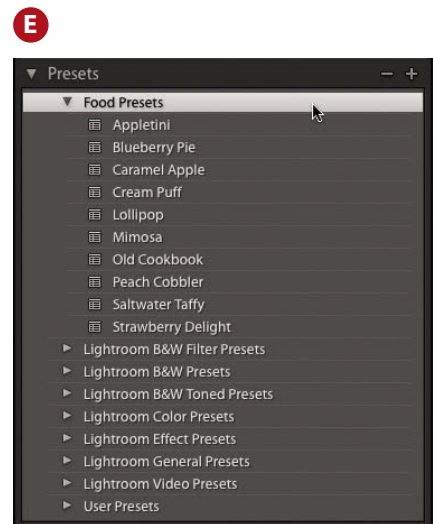 E
Presets
Food Presets
Appletini
Blueberry Pie
Caramel Apple
Cream Puff
Lollipop
Mimosa
Old Cookbook
Peach Cobbler
Saltwater Taffy
Strawberry Delight
Lightroom B&W Filter Presets
Lightroom B&W Presets
Lightroom B&W Toned Presets
Lightroom Color Presets
Lightroom Effect Presets
Lightroom General Presets
Lightroom Video Presets
User Presets